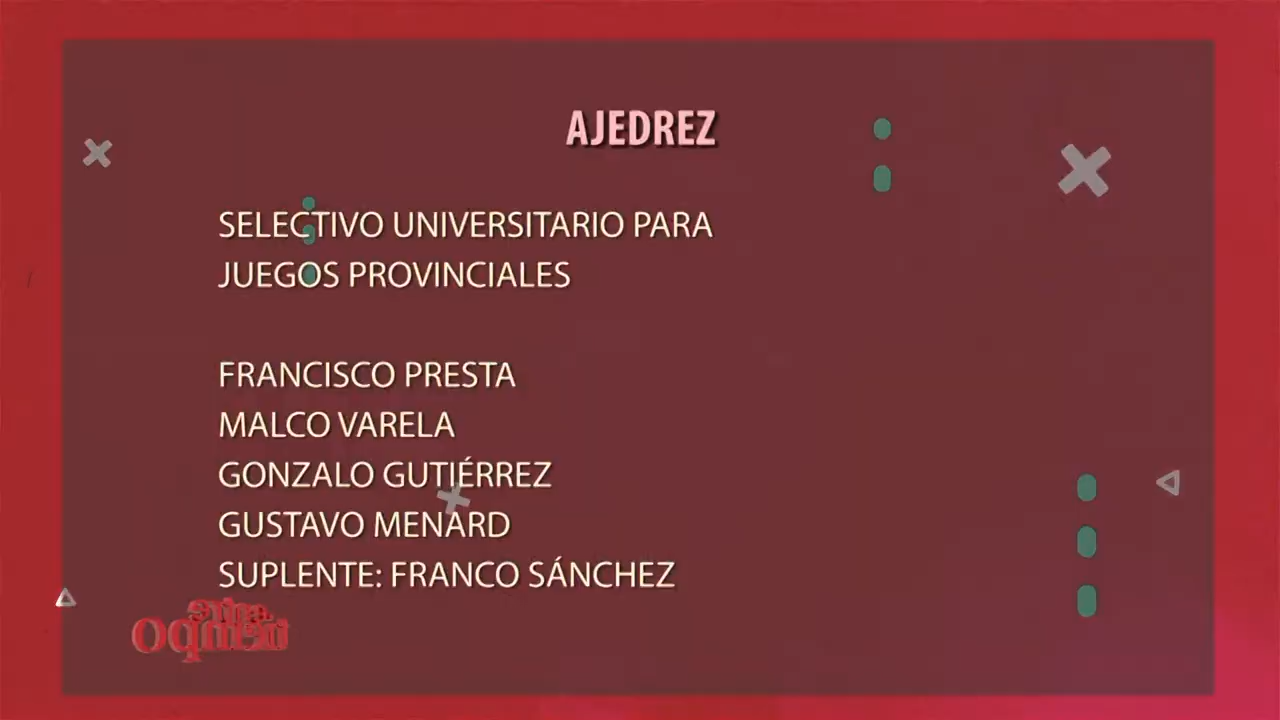 AJEDREZ
SELECTIVO UNIVERSITARIO PARA
JUEGOS PROVINCIALES
FRANCISCO PRESTA
MALCO VARELA
GONZALO GUTIÉRREZ
GUSTAVO MENARD
SUPLENTE: FRANCO SÁNCHEZ